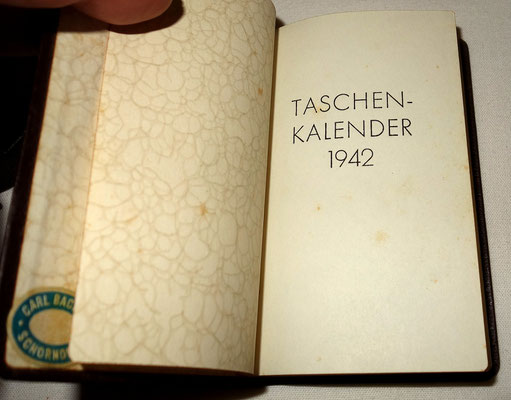 TASCHEN-
KALENDER
1942
CARL